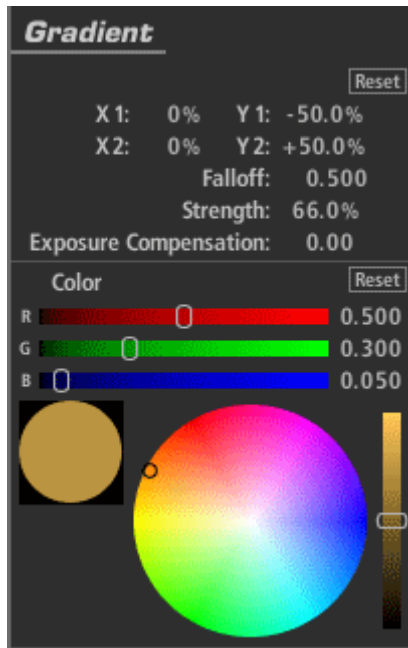 Gradient
Reset
X 1: 0% Y 1: -50.0%
X 2: 0% Y 2: +50.0%
Falloff: 0.500
Strength: 66.0%
Exposure Compensation: 0.00
Color Reset
R 0.500
G 0.300
B 0.050